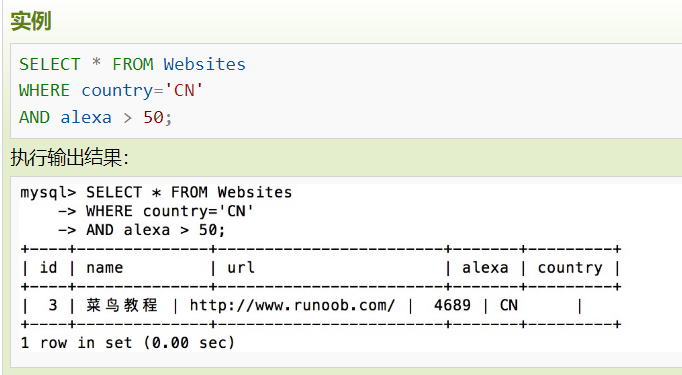 实例
SELECT * FROM Websites
WHERE country='CN'
AND alexa > 50;
执行输出结果：
mysql> SELECT * FROM Websites
    -> WHERE country='CN'
    -> AND alexa > 50;
+----+--------------+-----------------------+-------+---------+
| id | name         | url                   | alexa | country |
+----+--------------+-----------------------+-------+---------+
|  3 | 菜鸟教程 | http://www.runoob.com/ |  4689 | CN      |
+----+--------------+-----------------------+-------+---------+
1 row in set (0.00 sec)